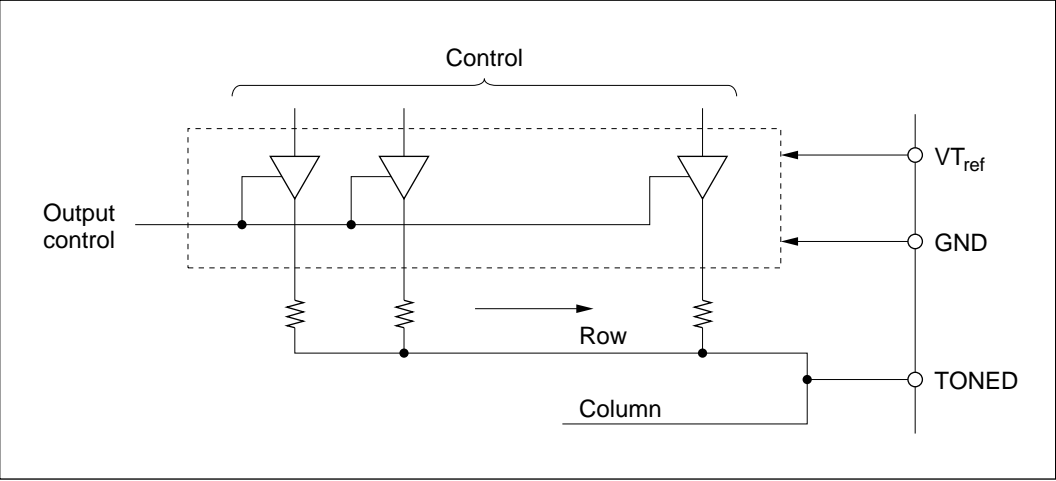 Control
VTref
Output
control
GND
Row
TONED
Column